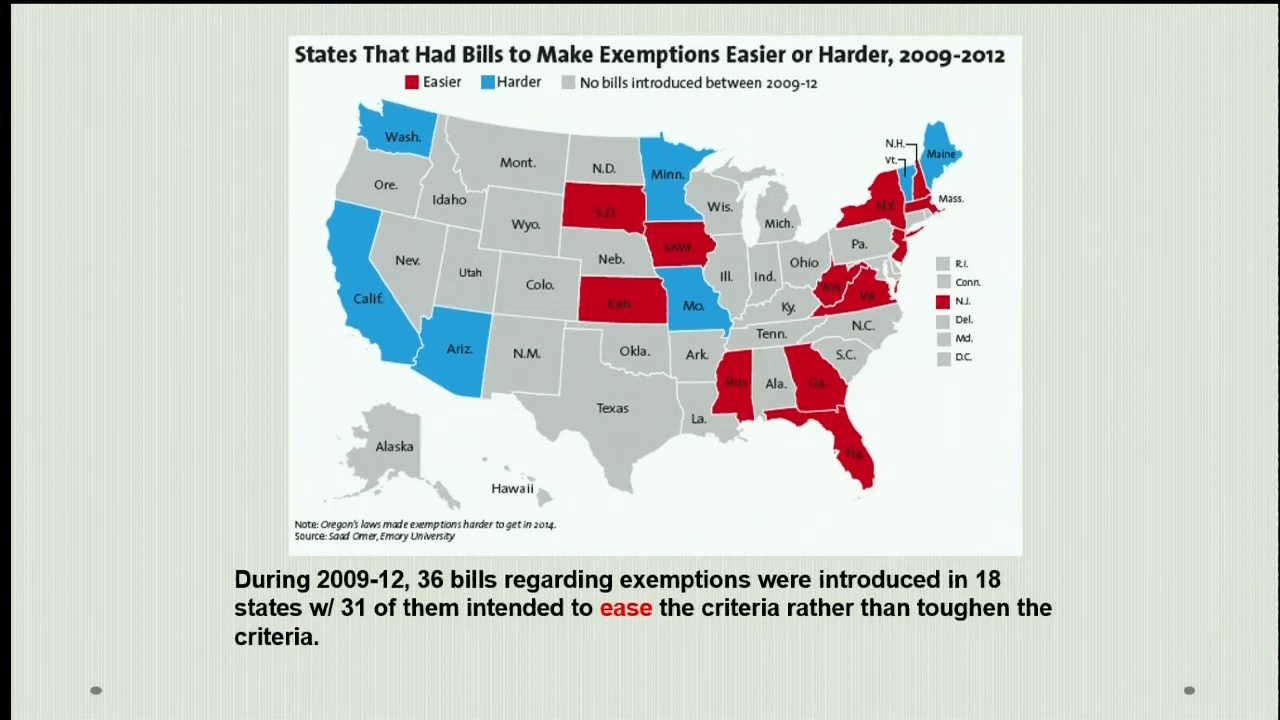 States That Had Bills to Make Exemptions Easier or Harder, 2009-2012
Easier Harder No bills introduced between 2009-12
Wash.
Mont.
N.D.
Minn.
N.H.
Vt.
Maine
Ore.
Idaho
Wyo.
S.D.
Wis.
Mich.
N.Y.
Mass.
Nev.
Utah
Colo.
Neb.
Iowa
Ill.
Ind.
Ohio
Pa.
R.I.
Conn.
N.J.
Del.
Md.
D.C.
Calif.
Ariz.
N.M.
Kan.
Mo.
Ky.
W.V.
Va.
Okla.
Ark.
Tenn.
N.C.
S.C.
Texas
La.
Miss.
Ala.
Ga.
Fla.
Alaska
Hawaii
Note: Oregon's laws made exemptions harder to get in 2014.
Source: Saad Omer, Emory University
During 2009-12, 36 bills regarding exemptions were introduced in 18
states w/ 31 of them intended to ease the criteria rather than toughen the
criteria.